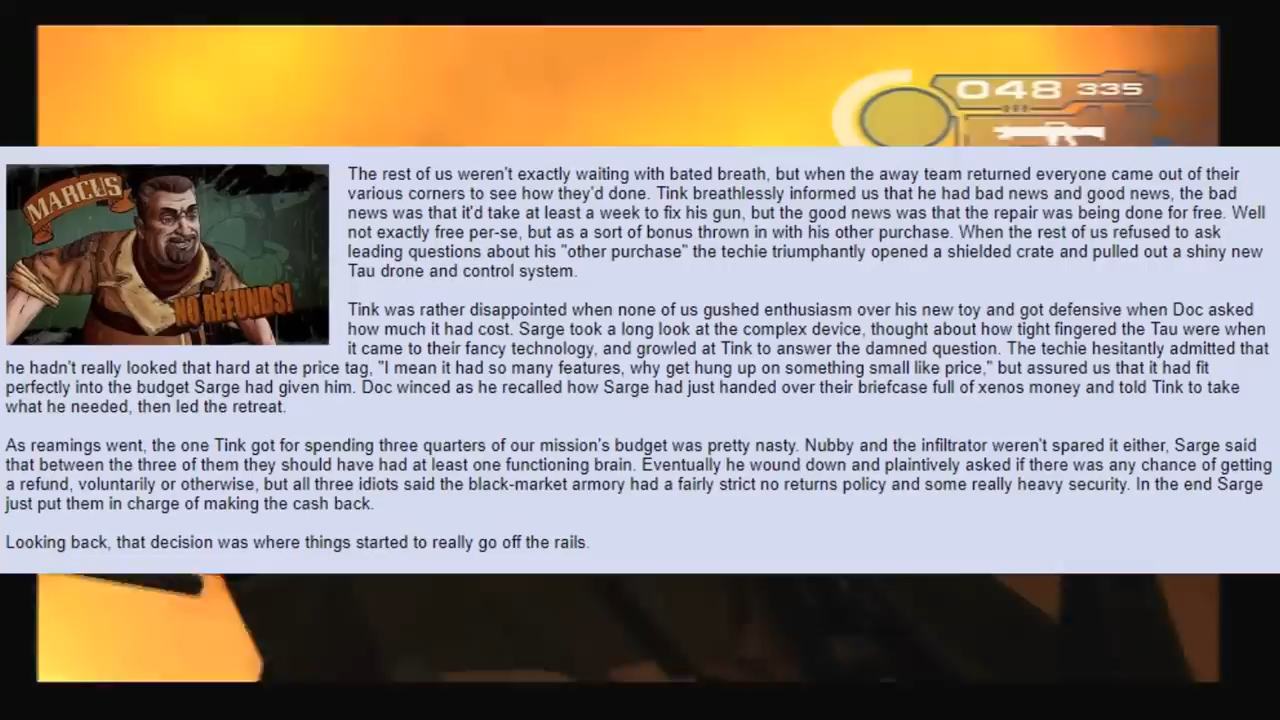 048 335
MARCUS
NO REFUNDS!
The rest of us weren't exactly waiting with bated breath, but when the away team returned everyone came out of their
various corners to see how they'd done. Tink breathlessly informed us that he had bad news and good news, the bad
news was that it'd take at least a week to fix his gun, but the good news was that the repair was being done for free. Well
not exactly free per-se, but as a sort of bonus thrown in with his other purchase. When the rest of us refused to ask
leading questions about his "other purchase" the techie triumphantly opened a shielded crate and pulled out a shiny new
Tau drone and control system.
Tink was rather disappointed when none of us gushed enthusiasm over his new toy and got defensive when Doc asked
how much it had cost. Sarge took a long look at the complex device, thought about how tight fingered the Tau were when
it came to their fancy technology, and growled at Tink to answer the damned question. The techie hesitantly admitted that
he hadn't really looked that hard at the price tag, "I mean it had so many features, why get hung up on something small like price," but assured us that it had fit
perfectly into the budget Sarge had given him. Doc winced as he recalled how Sarge had just handed over their briefcase full of xenos money and told Tink to take
what he needed, then led the retreat.
As reamings went, the one Tink got for spending three quarters of our mission's budget was pretty nasty. Nubby and the infiltrator weren't spared it either, Sarge said
that between the three of them they should have had at least one functioning brain. Eventually he wound down and plaintively asked if there was any chance of getting
a refund, voluntarily or otherwise, but all three idiots said the black-market armory had a fairly strict no returns policy and some really heavy security. In the end Sarge
just put them in charge of making the cash back.
Looking back, that decision was where things started to really go off the rails.